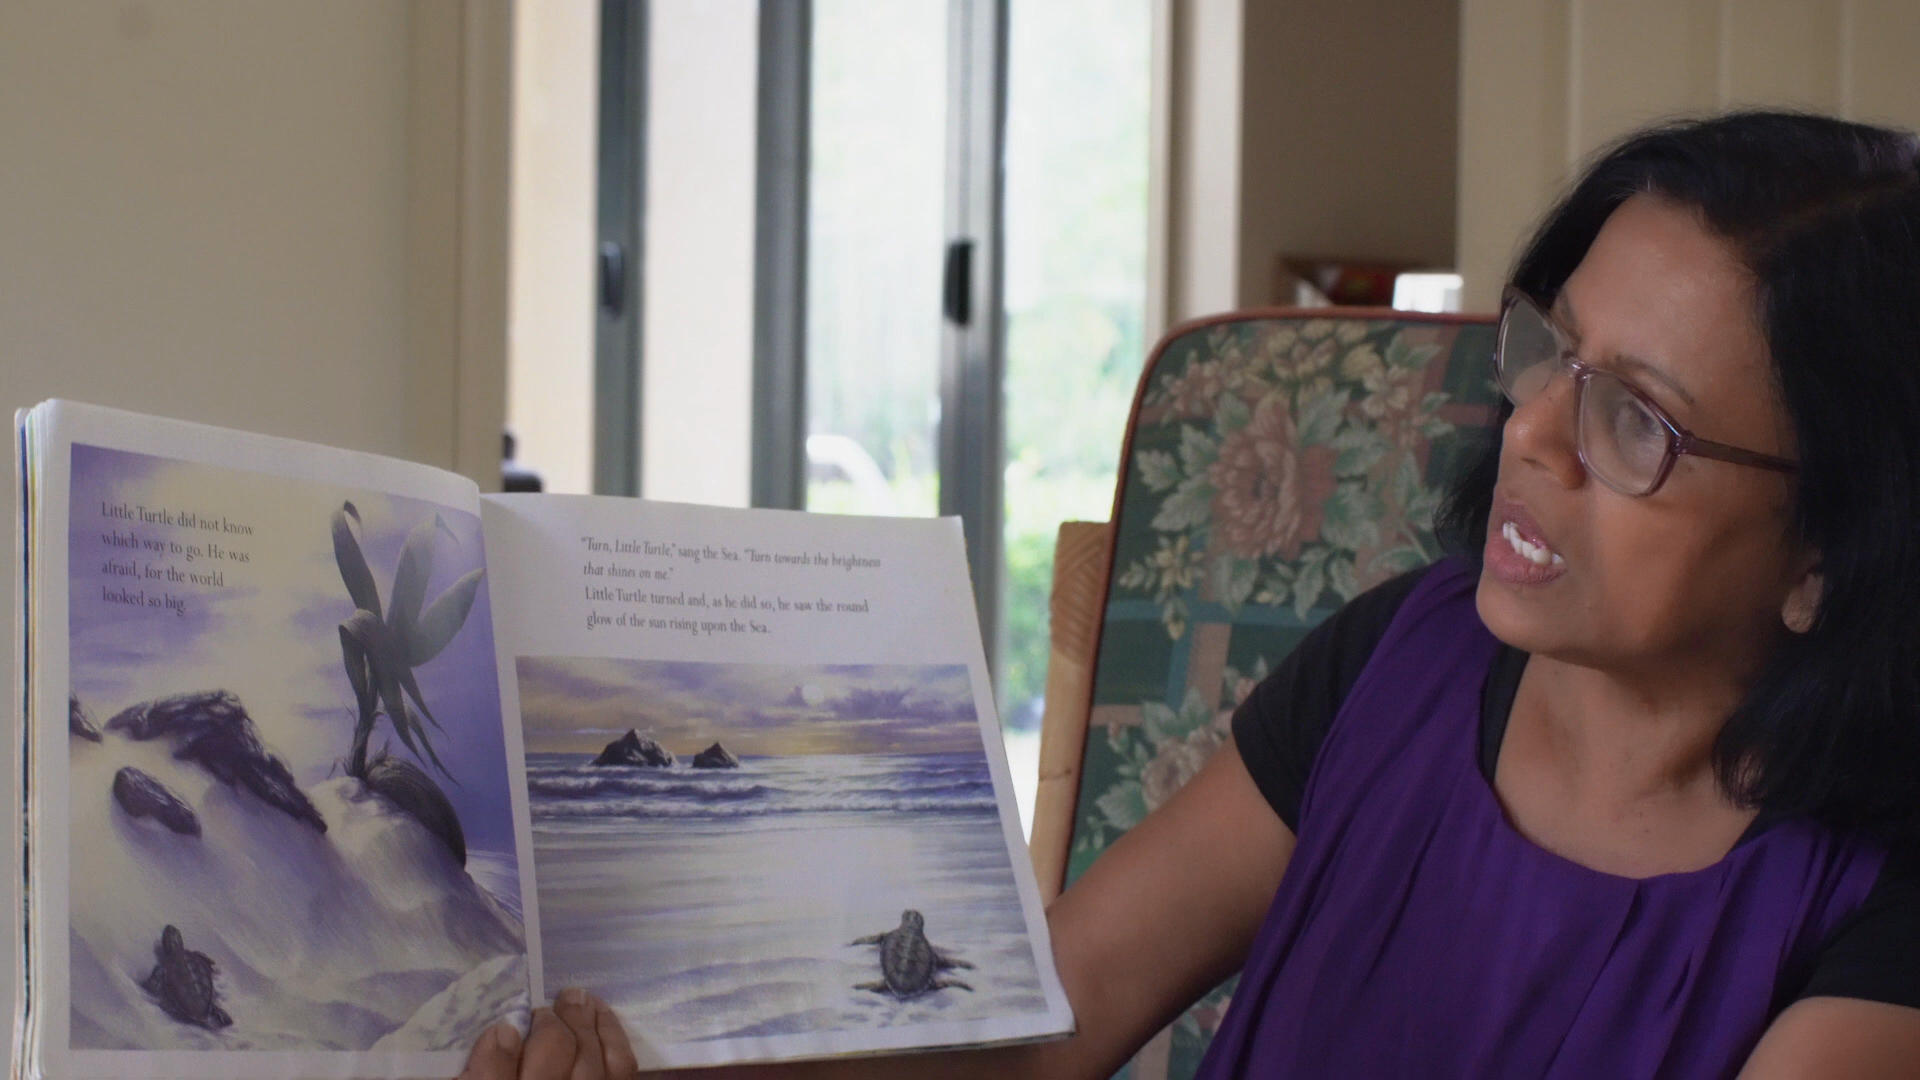 Little Turtle did not know
which way to go. He was
afraid, for the world
looked so big.
"Turn, Little Turtle," sang the Sea. "Turn towards the brightness
that shines on me."
Little Turtle turned and, as he did so, he saw the round
glow of the sun rising upon the Sea.